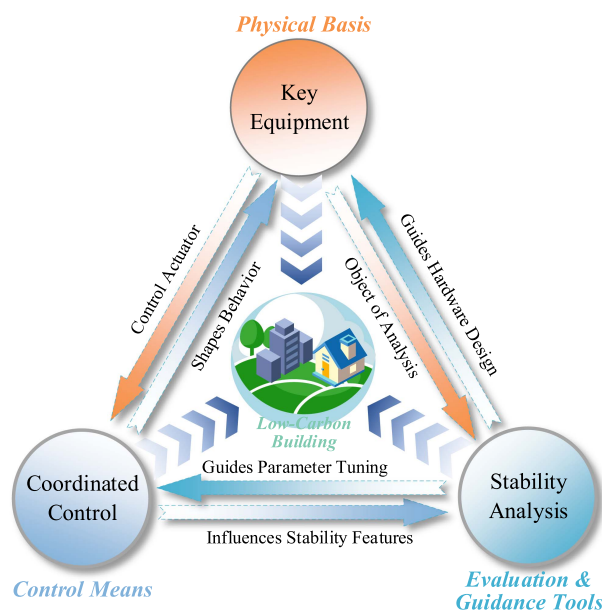 Physical Basis
Key
Equipment
Control Actuator
Shapes Behavior
Object of Analysis
Guides Hardware Design
Low-Carbon
Building
Coordinated
Control
Guides Parameter Tuning
Influences Stability Features
Stability
Analysis
Control Means
Evaluation &
Guidance Tools